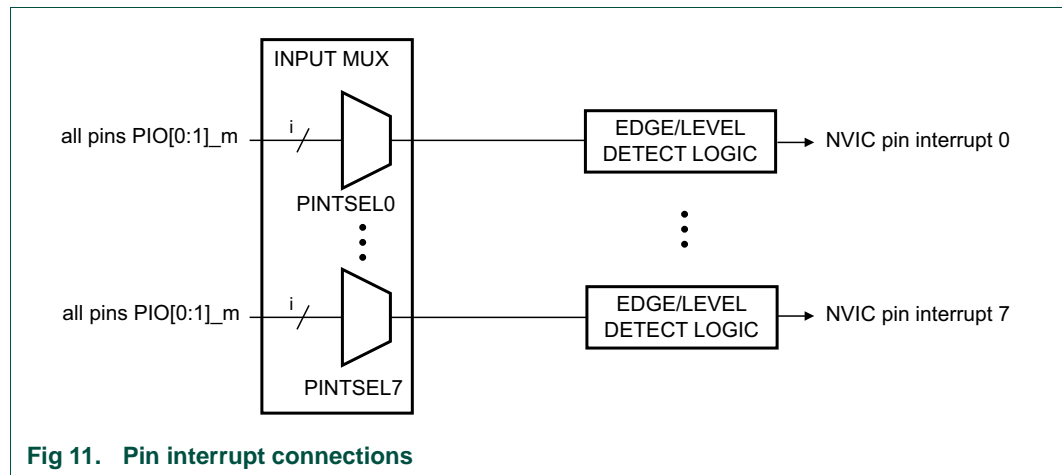 INPUT MUX
all pins PIO[0:1]_m
i
EDGE/LEVEL
DETECT LOGIC
NVIC pin interrupt 0
PINTSEL0
all pins PIO[0:1]_m
i
EDGE/LEVEL
DETECT LOGIC
NVIC pin interrupt 7
PINTSEL7
Fig 11. Pin interrupt connections